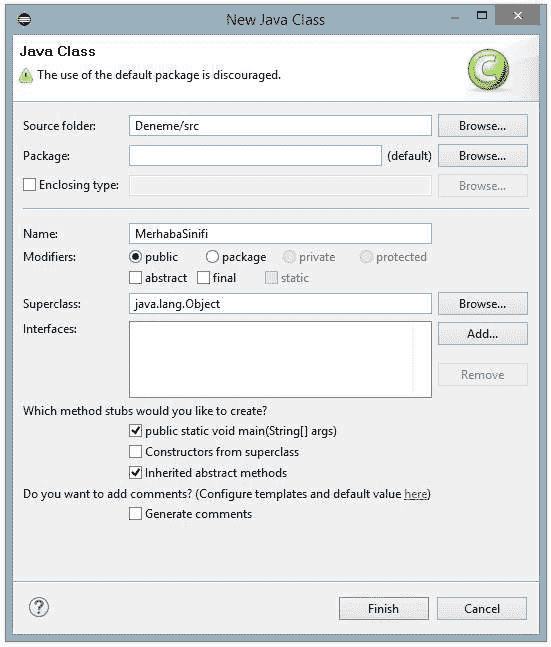 New Java Class
Java Class
The use of the default package is discouraged.
Source folder: Deneme/src Browse...
Package: (default) Browse...
Enclosing type: Browse...
Name: MerhabaSinifi
Modifiers: public package private protected
abstract final static
Superclass: java.lang.Object Browse...
Interfaces: Add...
Remove
Which method stubs would you like to create?
public static void main(String[] args)
Constructors from superclass
Inherited abstract methods
Do you want to add comments? (Configure templates and default value here)
Generate comments
? Finish Cancel